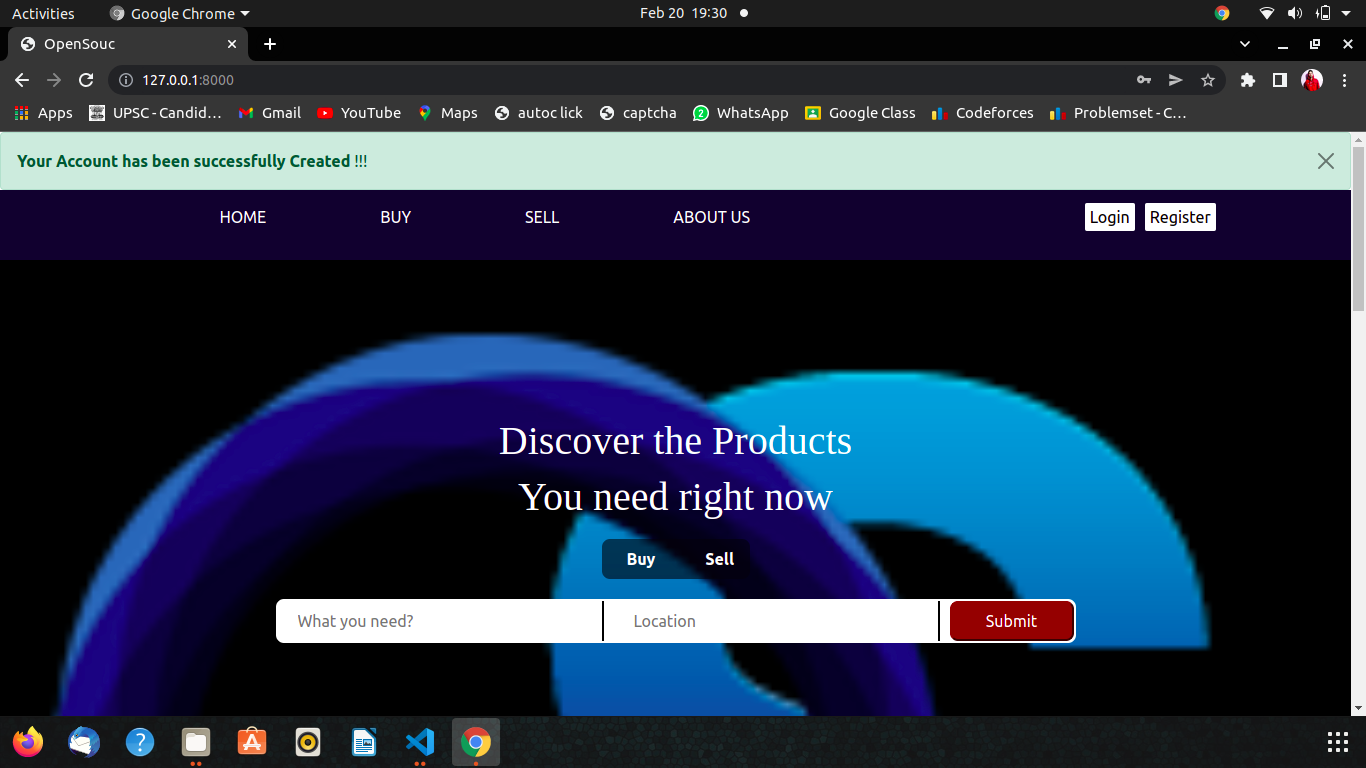 Activities Google Chrome Feb 20 19:30
OpenSouc
127.0.0.1:8000
Apps UPSC - Candid… Gmail YouTube Maps autoc lick captcha WhatsApp Google Class Codeforces Problemset - C…
Your Account has been successfully Created !!!
HOME BUY SELL ABOUT US Login Register
Discover the Products
You need right now
Buy Sell
What you need? Location Submit